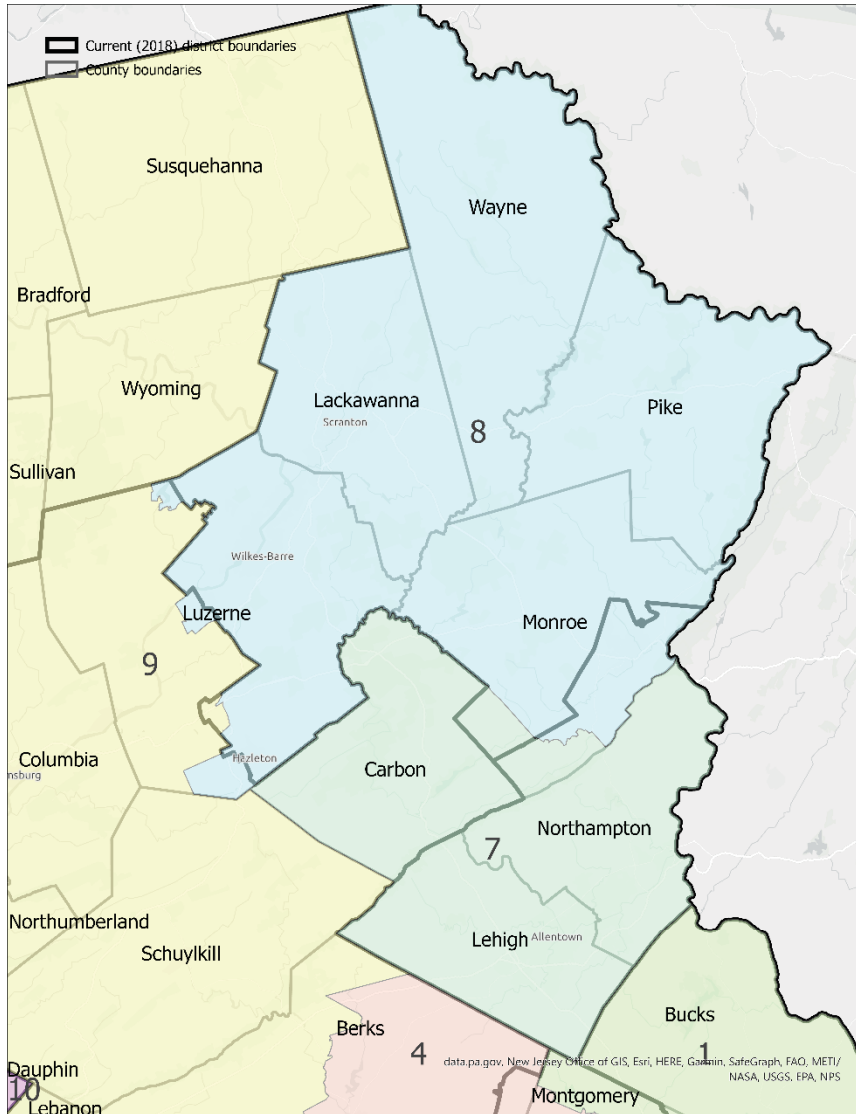 Current (2018) district boundaries
County boundaries
Susquehanna
Wayne
Bradford
Wyoming
Lackawanna
Scranton
Pike
8
Sullivan
Wilkes-Barre
Luzerne
Monroe
9
Columbia
nsburg
Hazleton
Carbon
Northampton
7
Northumberland
Schuylkill
Lehigh
Allentown
Bucks
Berks
4
1
data.pa.gov, New Jersey Office of GIS, Esri, HERE, Garmin, SafeGraph, FAO, METI/
NASA, USGS, EPA, NPS
Dauphin
10
Montgomery
Lebanon